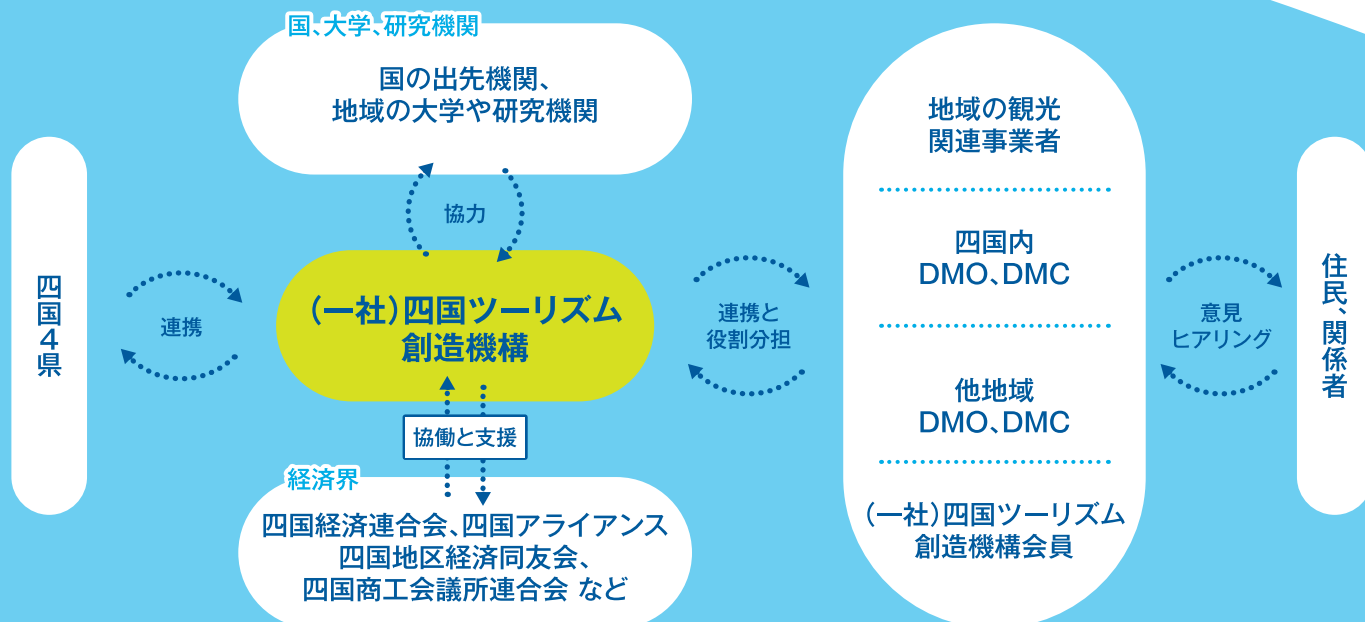 国、大学、研究機関
国の出先機関、
地域の大学や研究機関
協力
四国4県
連携
（一社）四国ツーリズム
創造機構
協働と支援
経済界
四国経済連合会、四国アライアンス
四国地区経済同友会、
四国商工会議所連合会 など
連携と
役割分担
地域の観光
関連事業者
四国内
DMO、DMC
他地域
DMO、DMC
（一社）四国ツーリズム
創造機構会員
意見
ヒアリング
住民、関係者